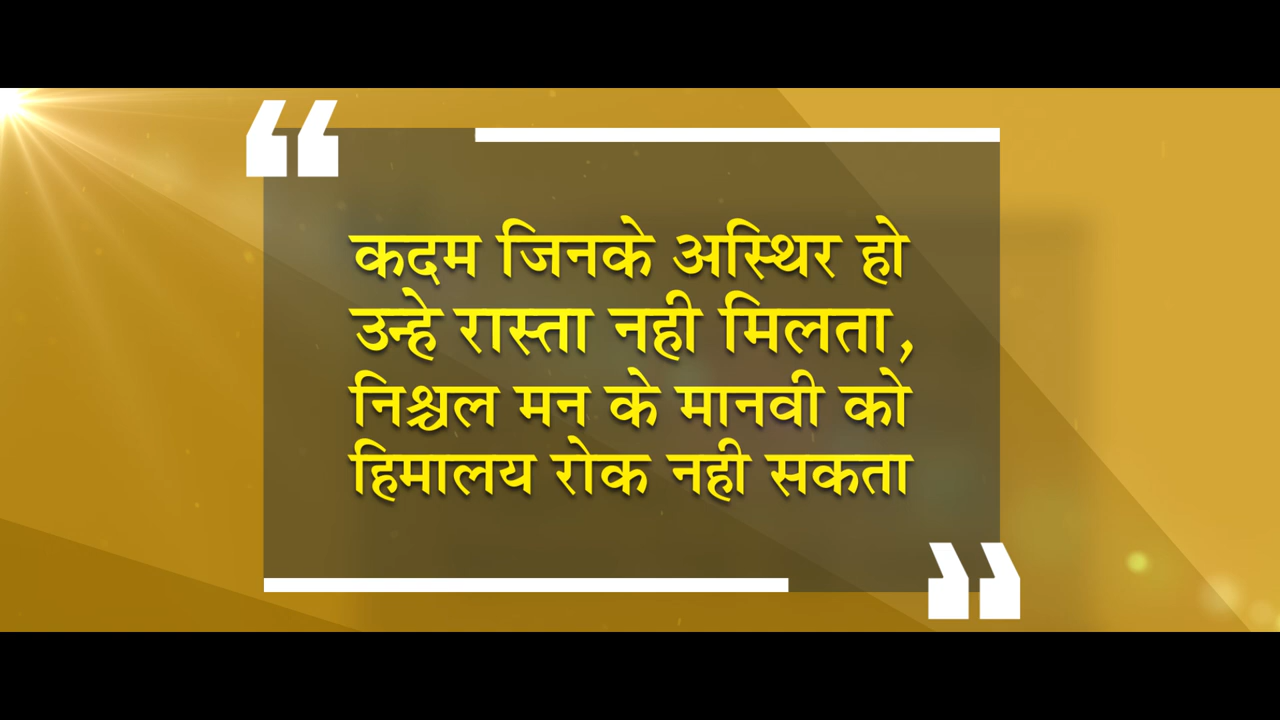 कदम जिनके अस्थिर हो
उन्हे रास्ता नही मिलता,
निश्चल मन के मानवी को
हिमालय रोक नही सकता